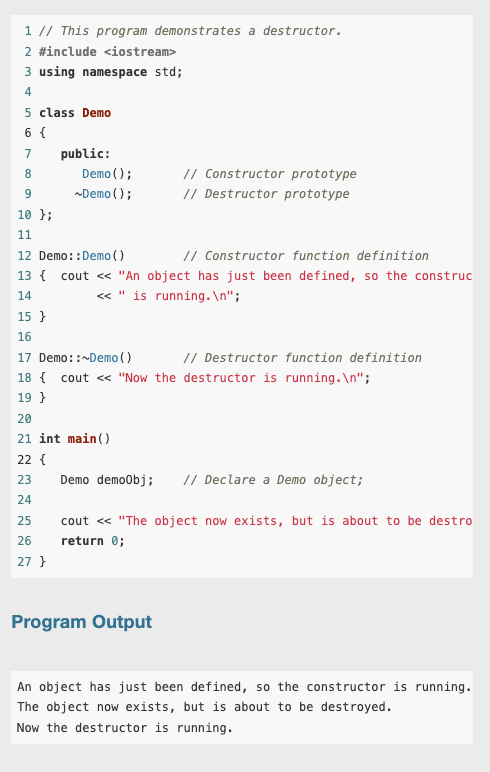 1 // This program demonstrates a destructor.
2 #include <iostream>
3 using namespace std;
4
5 class Demo
6 {
7    public:
8       Demo();       // Constructor prototype
9      ~Demo();       // Destructor prototype
10 };
11
12 Demo::Demo()        // Constructor function definition
13 {  cout << "An object has just been defined, so the construc
14         << " is running.\n";
15 }
16
17 Demo::~Demo()       // Destructor function definition
18 {  cout << "Now the destructor is running.\n";
19 }
20
21 int main()
22 {
23    Demo demoObj;    // Declare a Demo object;
24
25    cout << "The object now exists, but is about to be destro
26    return 0;
27 }
Program Output
An object has just been defined, so the constructor is running.
The object now exists, but is about to be destroyed.
Now the destructor is running.